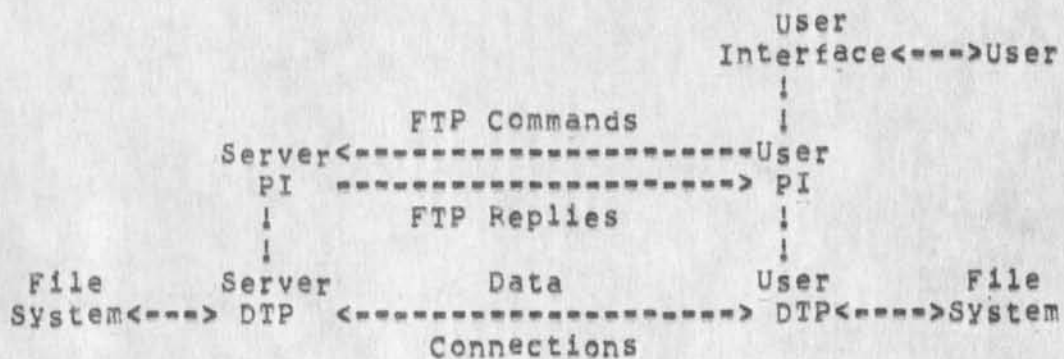 User
Interface<--->User
FTP Commands
Server<---------------------User
PI ---------------------> PI
FTP Replies
File Server Data User File
System<---> DTP <---------------------> DTP<---->System
Connections